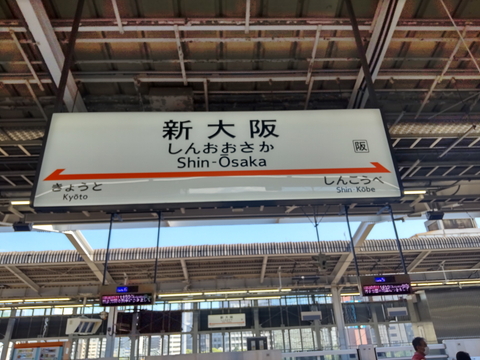 新大阪
阪
しんおおさか
Shin-Ōsaka
きょうと
しんこうべ
Kyōto
Shin Kōbe